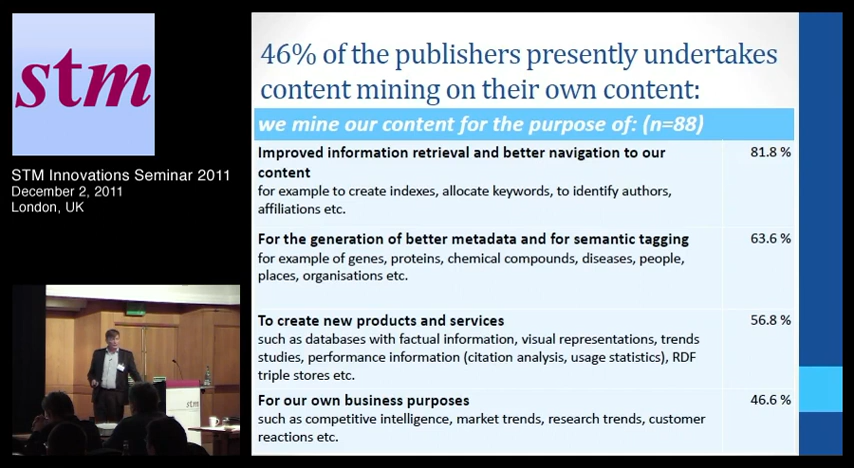 stm
STM Innovations Seminar 2011
December 2, 2011
London, UK
46% of the publishers presently undertakes
content mining on their own content:
we mine our content for the purpose of: (n=88)
Improved information retrieval and better navigation to our 81.8 %
content
for example to create indexes, allocate keywords, to identify authors,
affiliations etc.
For the generation of better metadata and for semantic tagging 63.6 %
for example of genes, proteins, chemical compounds, diseases, people,
places, organisations etc.
To create new products and services 56.8 %
such as databases with factual information, visual representations, trends
studies, performance information (citation analysis, usage statistics), RDF
triple stores etc.
For our own business purposes 46.6 %
such as competitive intelligence, market trends, research trends, customer
reactions etc.
stm